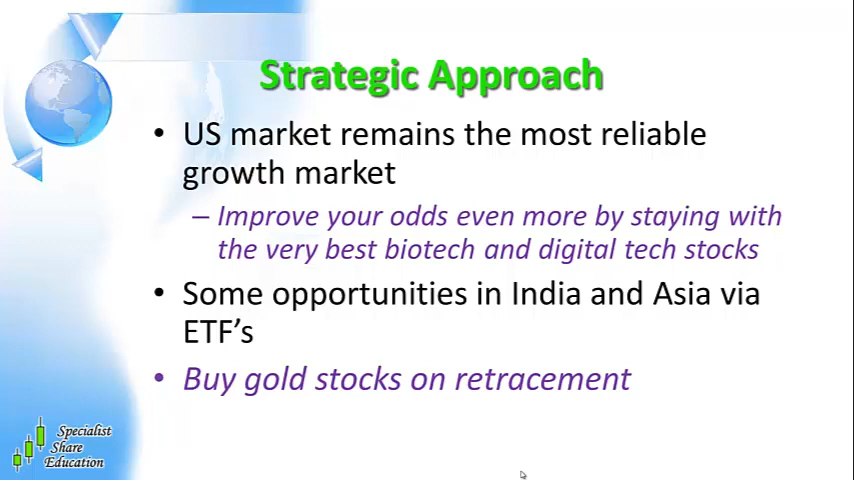 Strategic Approach
• US market remains the most reliable
growth market
– Improve your odds even more by staying with
the very best biotech and digital tech stocks
• Some opportunities in India and Asia via
ETF’s
• Buy gold stocks on retracement
Specialist
Share
Education